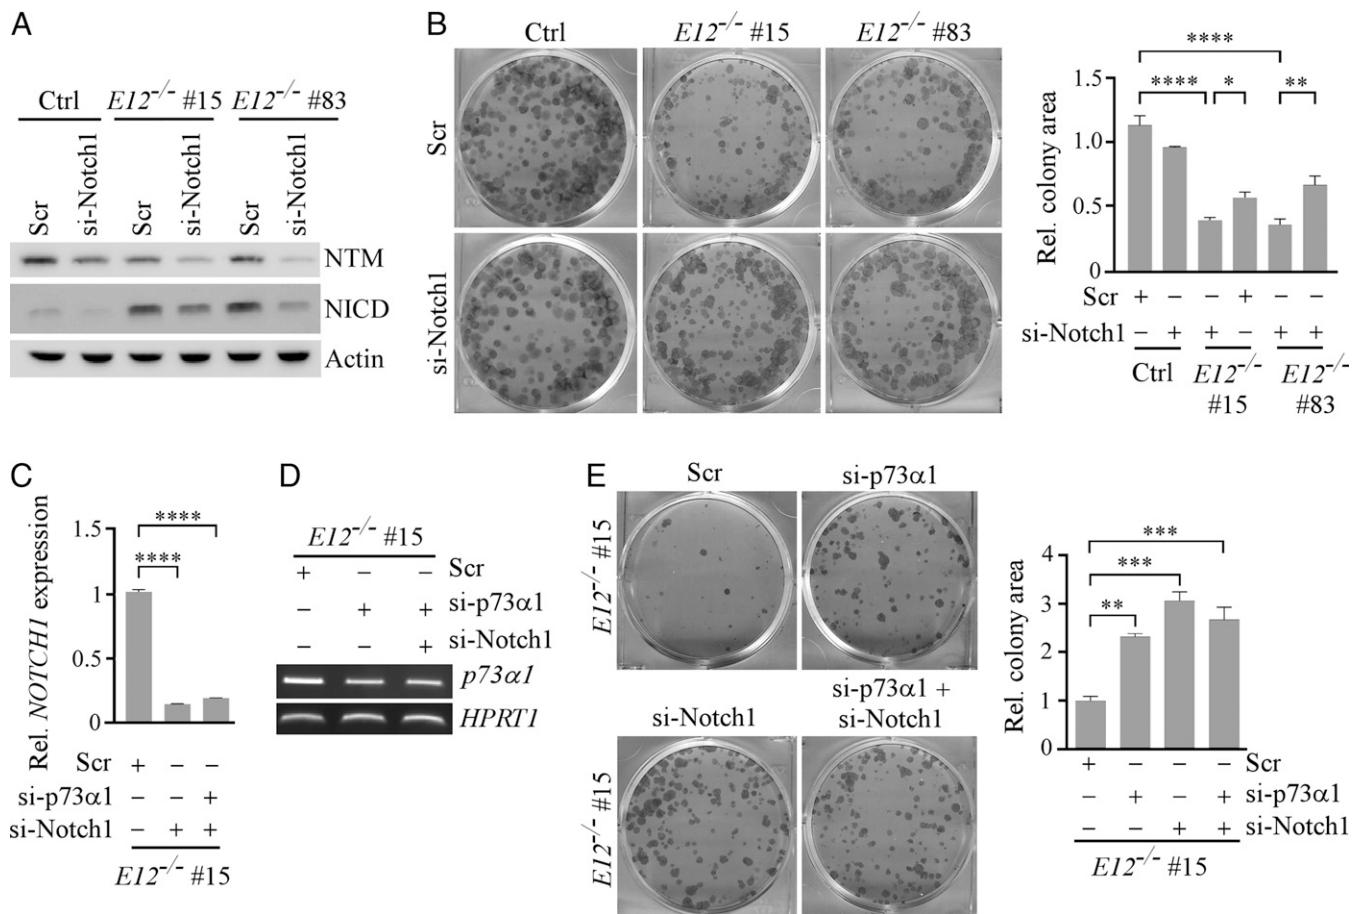 A
Ctrl E12-/- #15 E12-/- #83
Scr
si-Notch1
Scr
si-Notch1
Scr
si-Notch1
NTM
NICD
Actin
B
Ctrl E12-/- #15 E12-/- #83
Scr
si-Notch1
****
**** * **
Rel. colony area
1.5
1.0
0.5
0
Scr + − − + − −
si-Notch1 − + + − + +
Ctrl E12-/- E12-/-
#15 #83
C
Rel. NOTCH1 expression
****
****
1.5
1
0.5
0
Scr + − −
si-p73α1 − − +
si-Notch1 − + +
E12-/- #15
D
E12-/- #15
+ − − Scr
− + + si-p73α1
− − + si-Notch1
p73α1
HPRT1
E
Scr si-p73α1
E12-/- #15
si-Notch1 si-p73α1 +
si-Notch1
E12-/- #15
***
***
**
Rel. colony area
4
3
2
1
0
+ − − − Scr
− + − + si-p73α1
− − + + si-Notch1
E12-/- #15